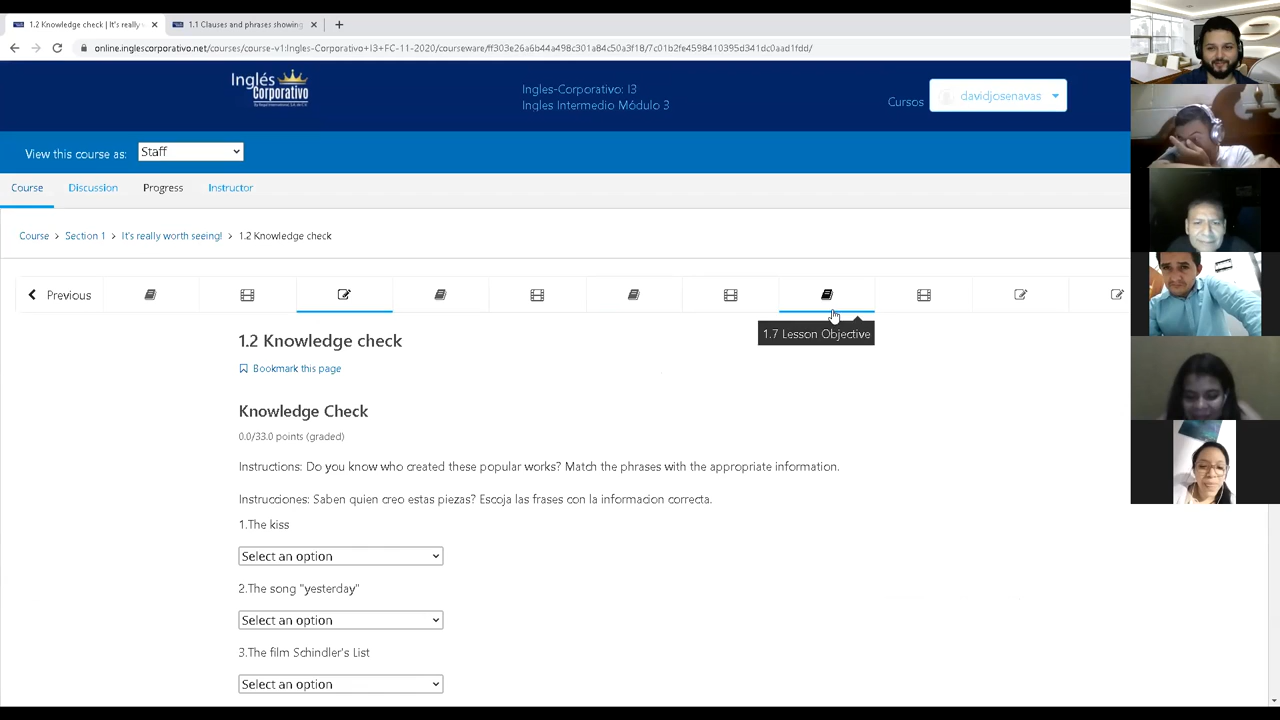 1.2 Knowledge check | It's really w
1.1 Clauses and phrases showing
online.inglescorporativo.net/courses/course-v1:Ingles-Corporativo+I3+FC-11-2020/courseware/ff303e26a6b44a498c301a84c50a3f18/7c01b2fe4598410395d341dc0aad1fdd/
Inglés
Corporativo
Ingles-Corporativo: I3
Ingles Intermedio Módulo 3
Cursos
davidjosenavas
View this course as:
Staff
Course
Discussion
Progress
Instructor
Course > Section 1 > It's really worth seeing! > 1.2 Knowledge check
Previous
1.7 Lesson Objective
1.2 Knowledge check
Bookmark this page
Knowledge Check
0.0/33.0 points (graded)
Instructions: Do you know who created these popular works? Match the phrases with the appropriate information.
Instrucciones: Saben quien creo estas piezas? Escoja las frases con la informacion correcta.
1.The kiss
Select an option
2.The song "yesterday"
Select an option
3.The film Schindler's List
Select an option